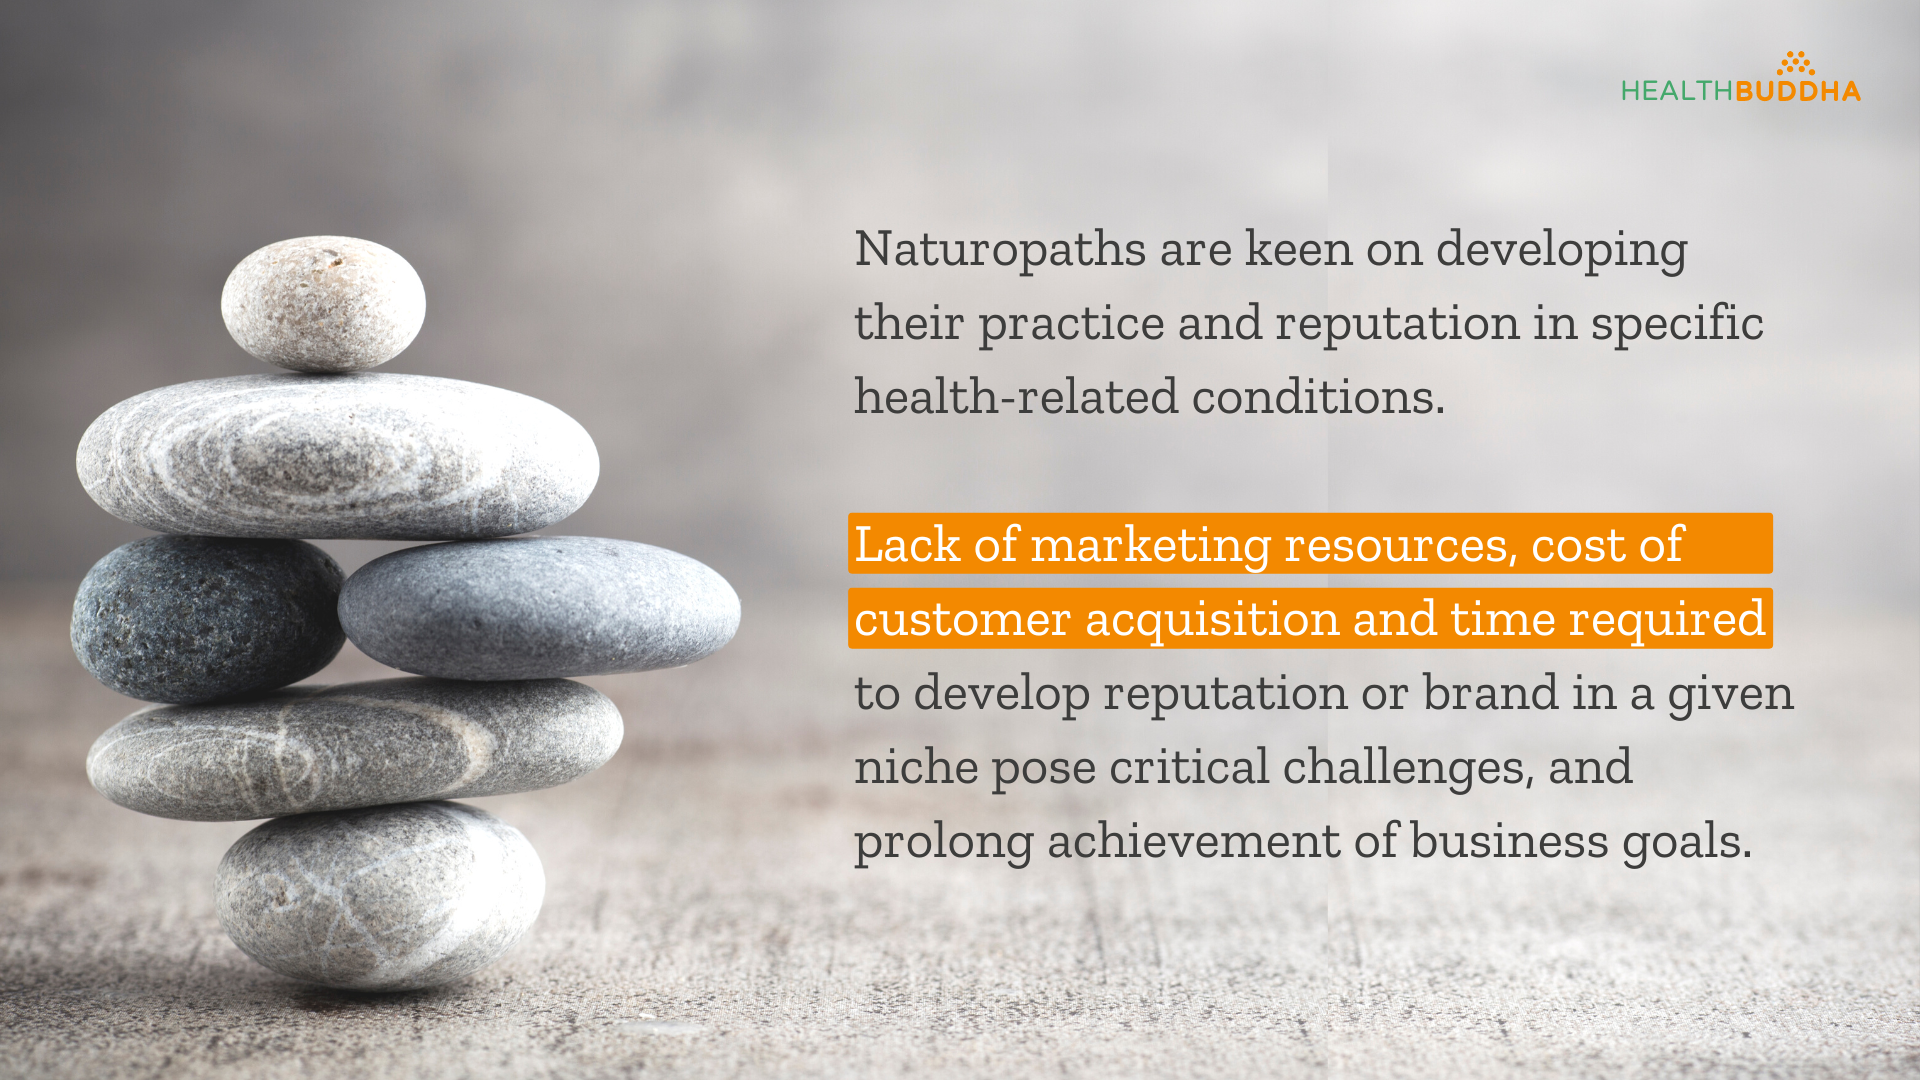 HEALTHBUDDHA
Naturopaths are keen on developing
their practice and reputation in specific
health-related conditions.
Lack of marketing resources, cost of
customer acquisition and time required
to develop reputation or brand in a given
niche pose critical challenges, and
prolong achievement of business goals.